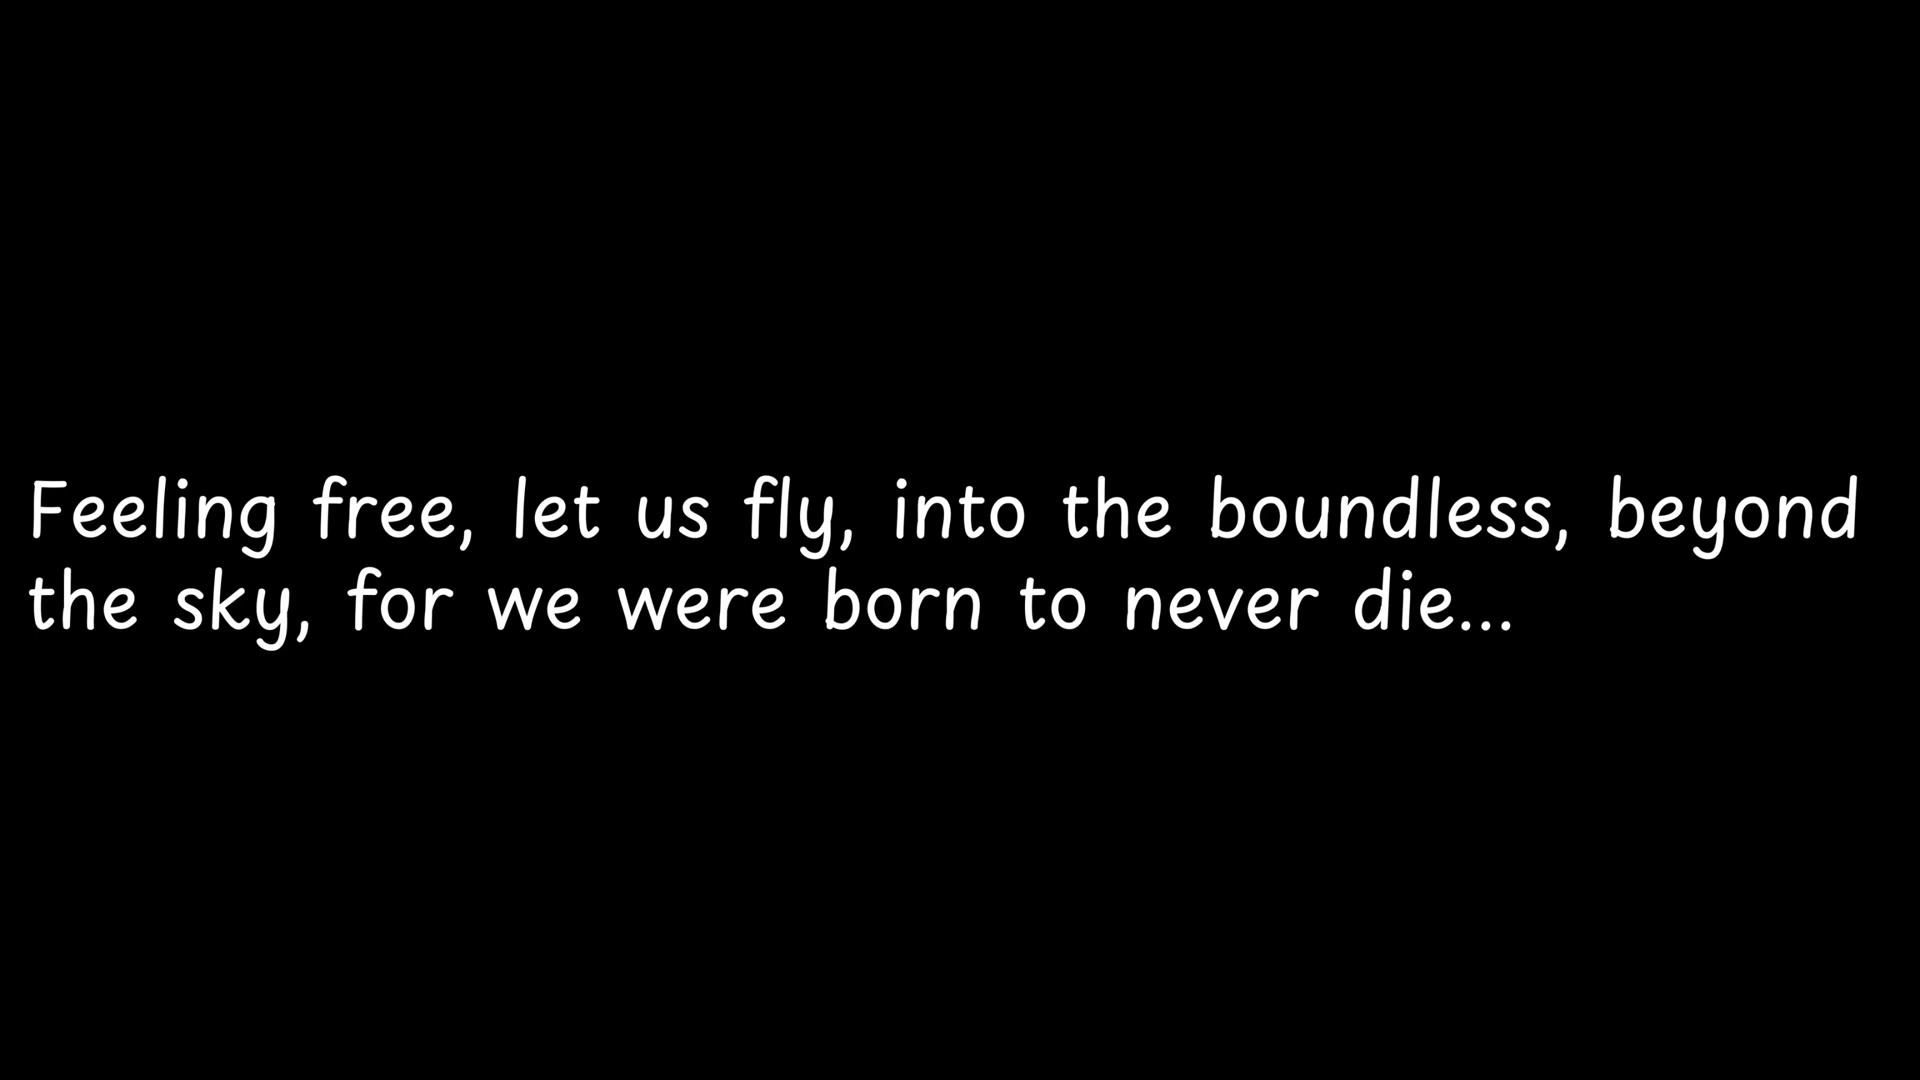 Feeling free, let us fly, into the boundless, beyond
the sky, for we were born to never die...